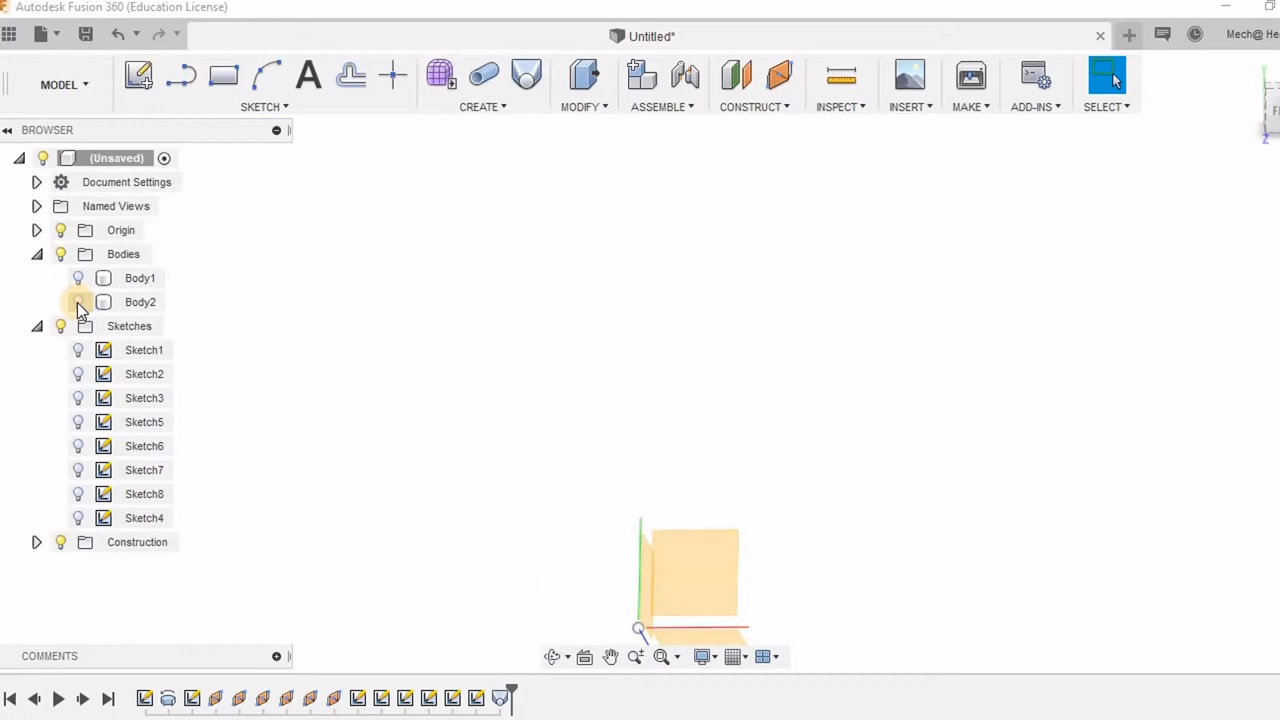 Autodesk Fusion 360 (Education License)
Untitled*
Mech@ He
MODEL
SKETCH
CREATE
MODIFY
ASSEMBLE
CONSTRUCT
INSPECT
INSERT
MAKE
ADD-INS
SELECT
BROWSER
(Unsaved)
Document Settings
Named Views
Origin
Bodies
Body1
Body2
Sketches
Sketch1
Sketch2
Sketch3
Sketch5
Sketch6
Sketch7
Sketch8
Sketch4
Construction
COMMENTS